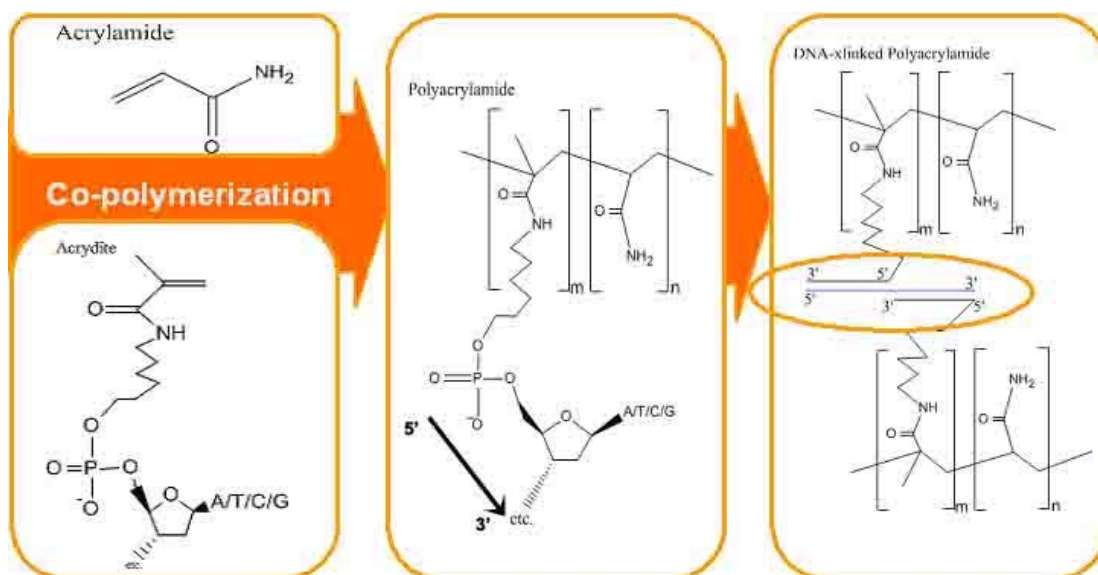 Acrylamide
NH2
O
Co-polymerization
Acrydite
O
NH
O
O
P
O
O
-
O
A/T/C/G
etc.
Polyacrylamide
O
NH
O
NH2
m
n
O
O
P
O
O
-
O
A/T/C/G
5'
3'
etc.
DNA-xlinked Polyacrylamide
O
NH
O
NH2
m
n
3'
5'
5'
3'
3'
5'
NH
O
O
NH2
m
n